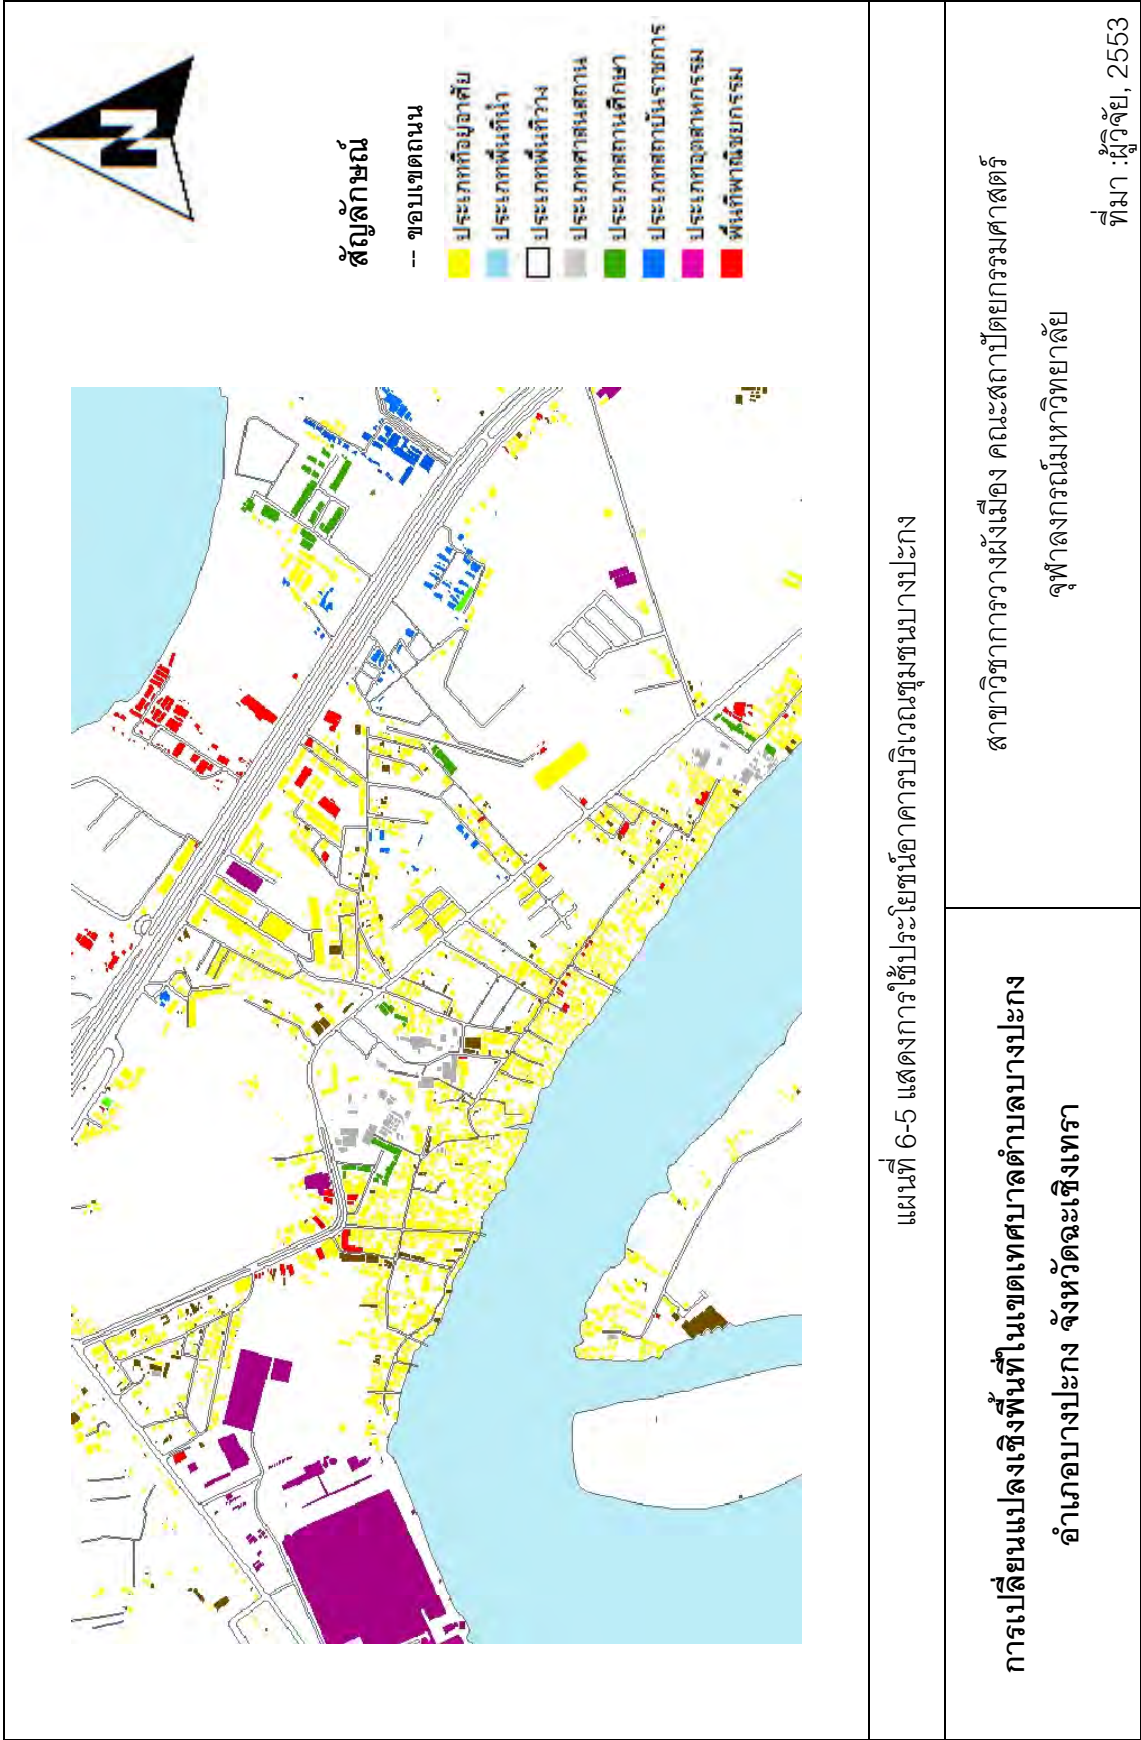 N
สัญลักษณ์
-- ขอบเขตถนน
ประเภทที่อยู่อาศัย
ประเภทพื้นที่น้ำ
ประเภทพื้นที่ว่าง
ประเภทศาสนสถาน
ประเภทสถานศึกษา
ประเภทสถาบันราชการ
ประเภทอุตสาหกรรม
พื้นที่พาณิชยกรรม
แผนที่ 6-5 แสดงการใช้ประโยชน์อาคารบริเวณชุมชนบางปะกง
การเปลี่ยนแปลงเชิงพื้นที่ในเขตเทศบาลตำบลบางปะกง
อำเภอบางปะกง จังหวัดฉะเชิงเทรา
สาขาวิชาการวางผังเมือง คณะสถาปัตยกรรมศาสตร์
จุฬาลงกรณ์มหาวิทยาลัย
ที่มา :ผู้วิจัย, 2553